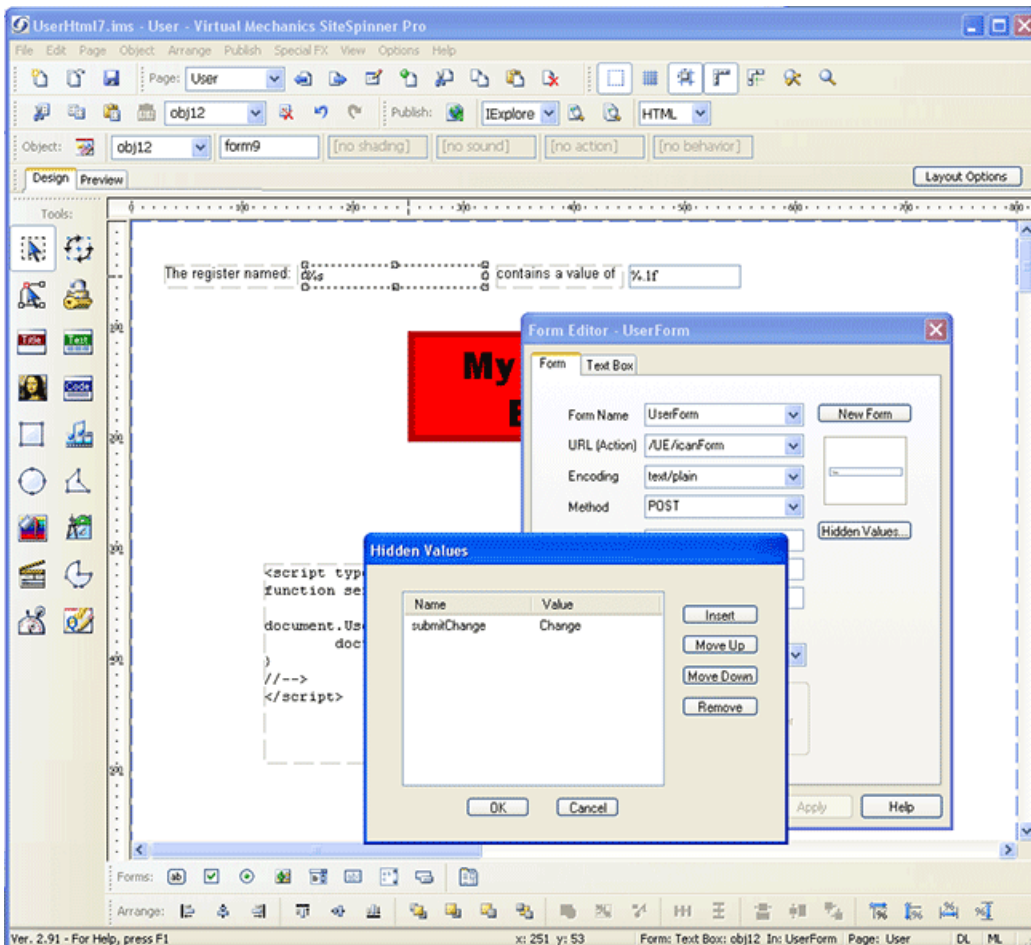 UserHtml7.ims - User - Virtual Mechanics SiteSpinner Pro
File Edit Page Object Arrange Publish Special FX View Options Help
Page: User
obj12 Publish: IExplore HTML
Object: obj12 form9 [no shading] [no sound] [no action] [no behavior]
Design Preview Layout Options
Tools:
The register named: %s contains a value of %.1f
Form Editor - UserForm
Form Text Box
My
Form Name UserForm New Form
URL (Action) /UE/icanForm
Encoding text/plain
Method POST
Hidden Values...
Title Text
Code
Hidden Values
<script type
function se
document.Us
doc
)
//-->
</script>
Name Value
submitChange Change
Insert
Move Up
Move Down
Remove
OK Cancel
Apply Help
Forms:
Arrange:
Ver. 2.91 - For Help, press F1 x: 251 y: 53 Form: Text Box: obj12 In: UserForm Page: User DL ML